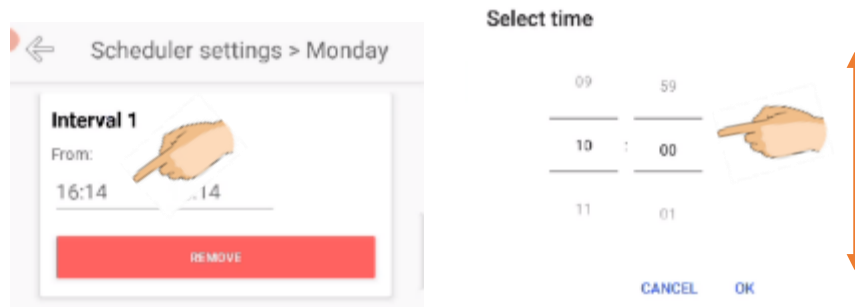 Scheduler settings > Monday
Interval 1
From:
16:14 .14
REMOVE
Select time
09 59
10 : 00
11 01
CANCEL OK